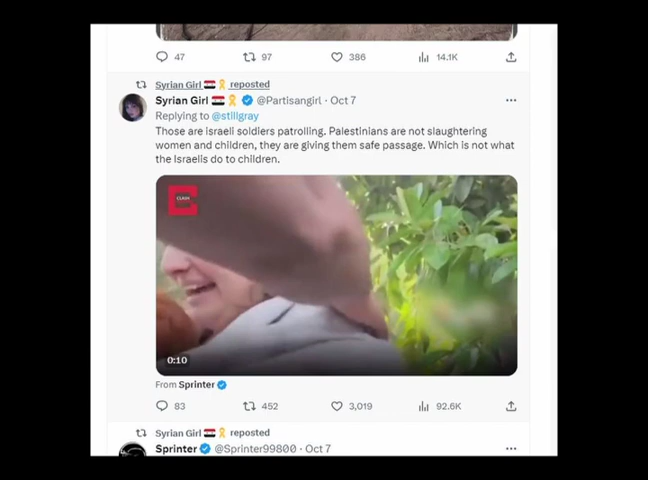 47 97 386 14.1K
Syrian Girl reposted
Syrian Girl @Partisangirl · Oct 7
Replying to @stillgray
Those are israeli soldiers patrolling. Palestinians are not slaughtering
women and children, they are giving them safe passage. Which is not what
the Israelis do to children.
CLASH
0:10
From Sprinter
83 452 3,019 92.6K
Syrian Girl reposted
Sprinter @Sprinter99800 · Oct 7